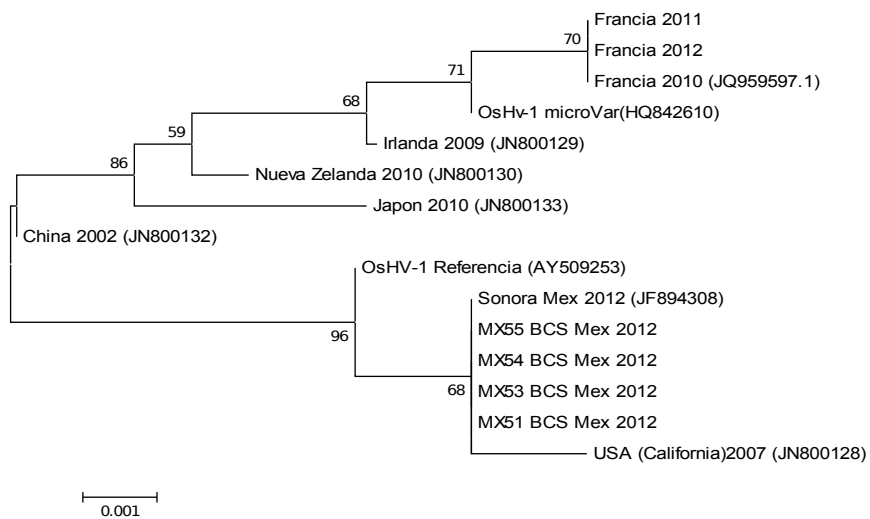 Francia 2011
70
Francia 2012
71
Francia 2010 (JQ959597.1)
68
OsHv-1 microVar(HQ842610)
59
Irlanda 2009 (JN800129)
86
Nueva Zelanda 2010 (JN800130)
Japon 2010 (JN800133)
China 2002 (JN800132)
OsHV-1 Referencia (AY509253)
Sonora Mex 2012 (JF894308)
MX55 BCS Mex 2012
96
MX54 BCS Mex 2012
68
MX53 BCS Mex 2012
MX51 BCS Mex 2012
USA (California)2007 (JN800128)
0.001